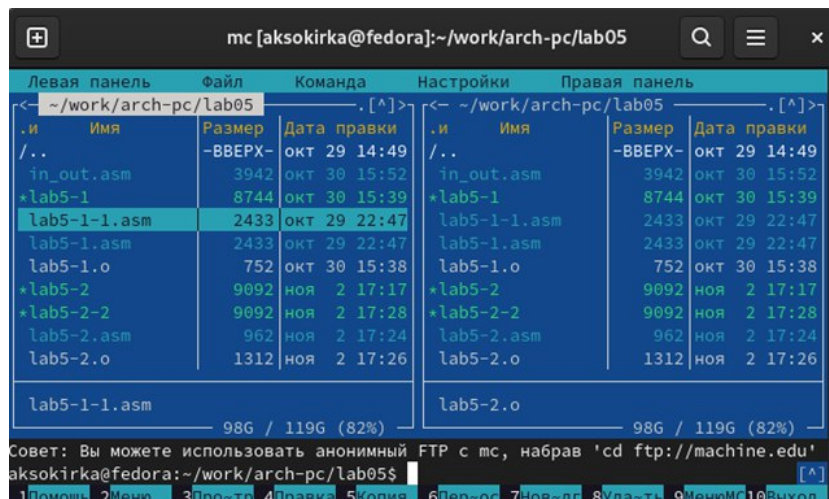 mc [aksokirka@fedora]:~/work/arch-pc/lab05
Левая панель Файл Команда Настройки Правая панель
<— ~/work/arch-pc/lab05 .[^]> <— ~/work/arch-pc/lab05 .[^]>
.и Имя Размер Дата правки .и Имя Размер Дата правки
/.. -ВВЕРХ- окт 29 14:49 /.. -ВВЕРХ- окт 29 14:49
in_out.asm 3942 окт 30 15:52 in_out.asm 3942 окт 30 15:52
*lab5-1 8744 окт 30 15:39 *lab5-1 8744 окт 30 15:39
lab5-1-1.asm 2433 окт 29 22:47 lab5-1-1.asm 2433 окт 29 22:47
lab5-1.asm 2433 окт 29 22:47 lab5-1.asm 2433 окт 29 22:47
lab5-1.o 752 окт 30 15:38 lab5-1.o 752 окт 30 15:38
*lab5-2 9092 ноя 2 17:17 *lab5-2 9092 ноя 2 17:17
*lab5-2-2 9092 ноя 2 17:28 *lab5-2-2 9092 ноя 2 17:28
lab5-2.asm 962 ноя 2 17:24 lab5-2.asm 962 ноя 2 17:24
lab5-2.o 1312 ноя 2 17:26 lab5-2.o 1312 ноя 2 17:26
lab5-1-1.asm lab5-2.o
98G / 119G (82%) 98G / 119G (82%)
Совет: Вы можете использовать анонимный FTP с mc, набрав 'cd ftp://machine.edu'
aksokirka@fedora:~/work/arch-pc/lab05$ [^]
1Помощь 2Меню 3Про~тр 4Правка 5Копия 6Пер~ос 7Нов~лг 8Уда~ть 9МенюMC 10Выход